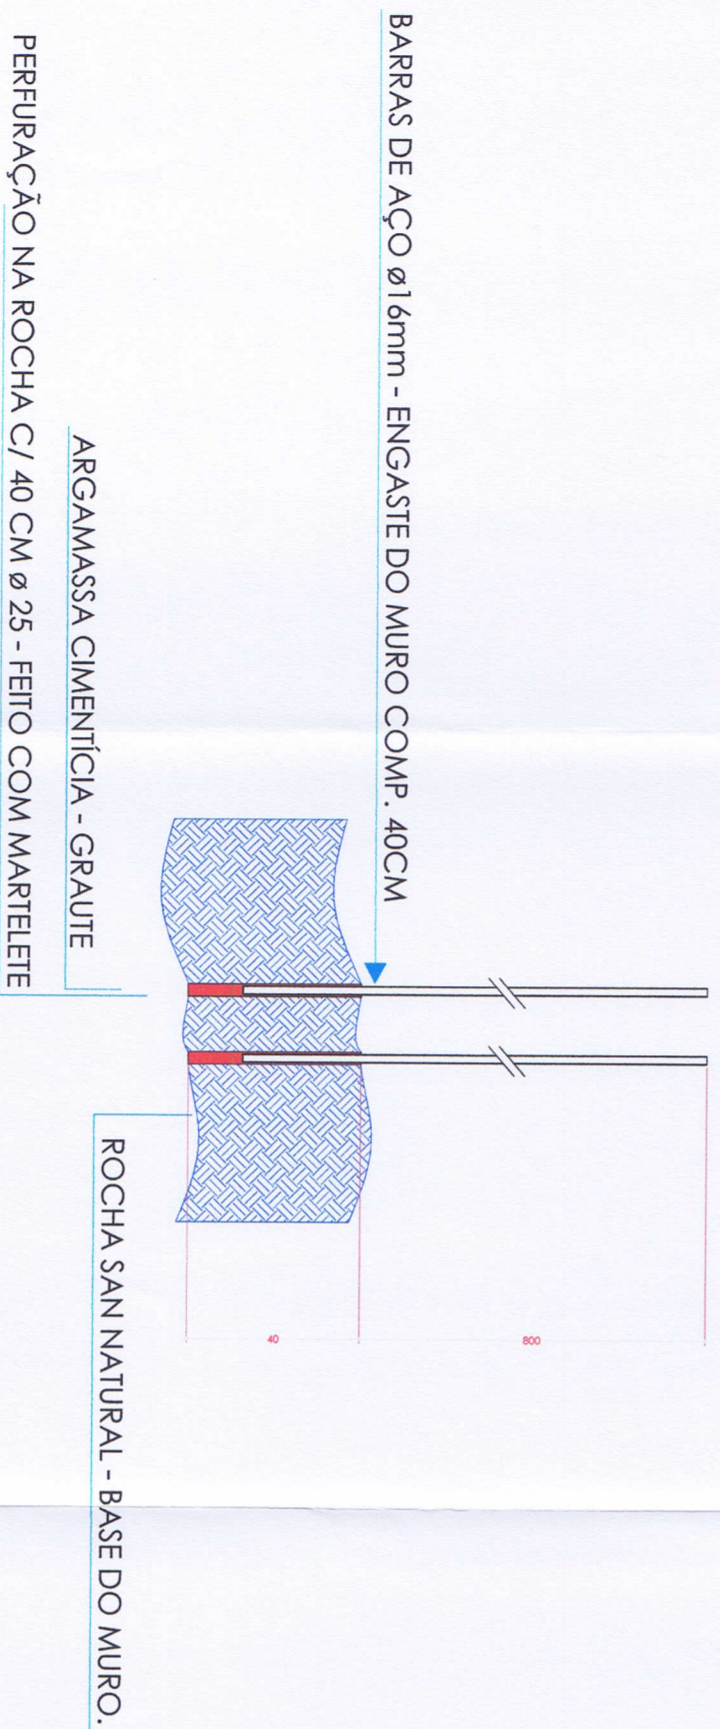 BARRAS DE AÇO ø16mm - ENGASTE DO MURO COMP. 40CM
ARGAMASSA CIMENTÍCIA - GRAUTE
PERFURAÇÃO NA ROCHA C/ 40 CM ø 25 - FEITO COM MARTELETE
ROCHA SAN NATURAL - BASE DO MURO.
40
800